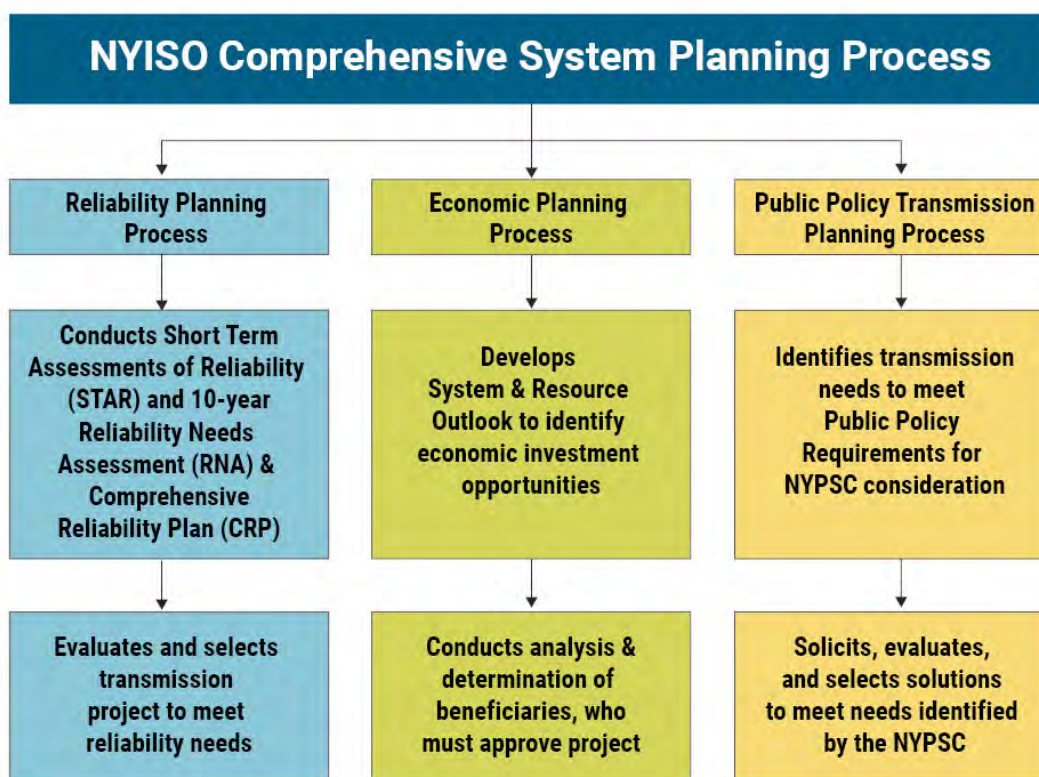 NYISO Comprehensive System Planning Process
Reliability Planning
Process
Economic Planning
Process
Public Policy Transmission
Planning Process
Conducts Short Term
Assessments of Reliability
(STAR) and 10-year
Reliability Needs
Assessment (RNA) &
Comprehensive
Reliability Plan (CRP)
Develops
System & Resource
Outlook to identify
economic investment
opportunities
Identifies transmission
needs to meet
Public Policy
Requirements for
NYPSC consideration
Evaluates and selects
transmission
project to meet
reliability needs
Conducts analysis &
determination of
beneficiaries, who
must approve project
Solicits, evaluates,
and selects solutions
to meet needs identified
by the NYPSC